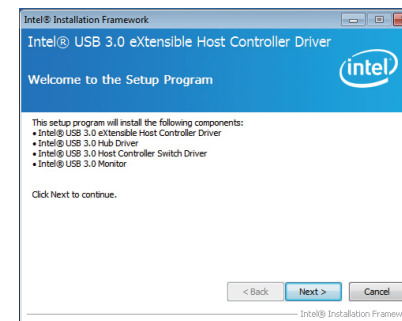 Intel® Installation Framework
Intel® USB 3.0 eXtensible Host Controller Driver
intel
Welcome to the Setup Program
This setup program will install the following components:
• Intel® USB 3.0 eXtensible Host Controller Driver
• Intel® USB 3.0 Hub Driver
• Intel® USB 3.0 Host Controller Switch Driver
• Intel® USB 3.0 Monitor
Click Next to continue.
< Back Next > Cancel
Intel® Installation Framew